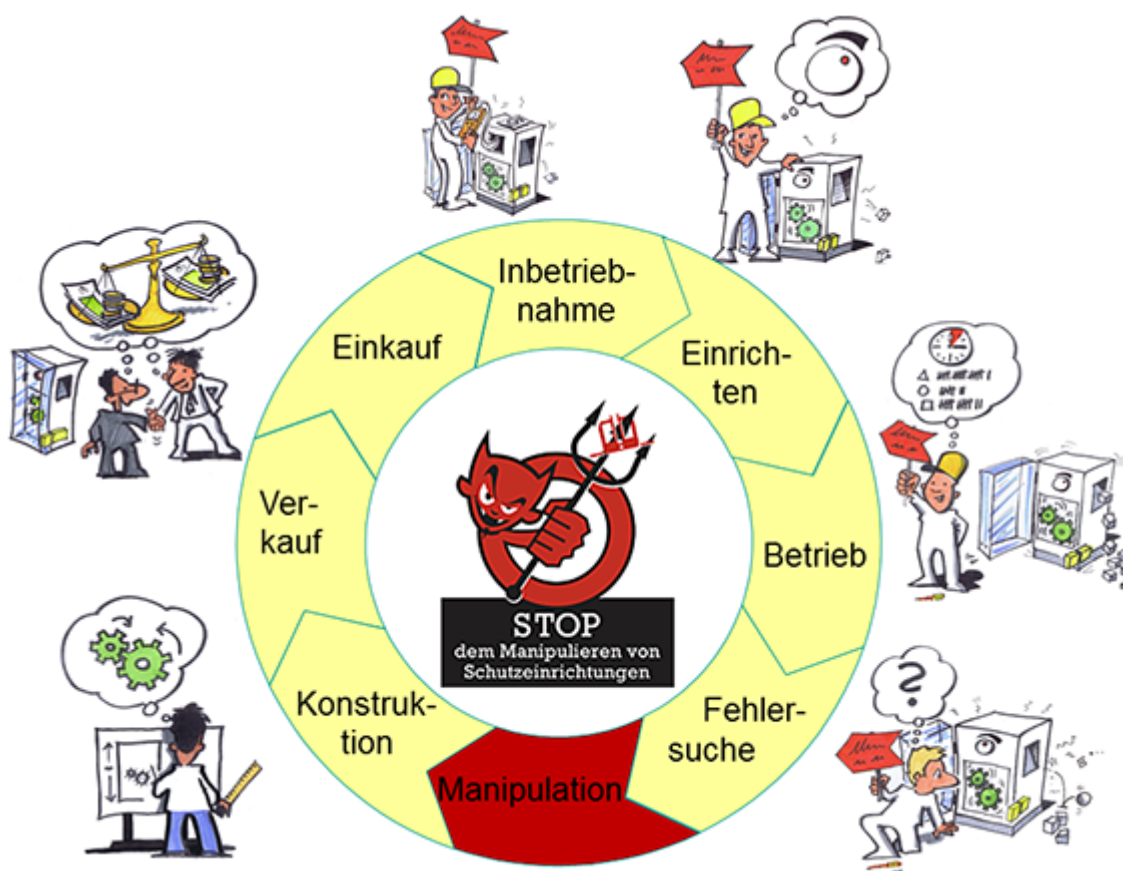 Inbetrieb-
nahme
Einrich-
ten
Betrieb
Fehler-
suche
Manipulation
Konstruk-
tion
Ver-
kauf
Einkauf
STOP
dem Manipulieren von
Schutzeinrichtungen